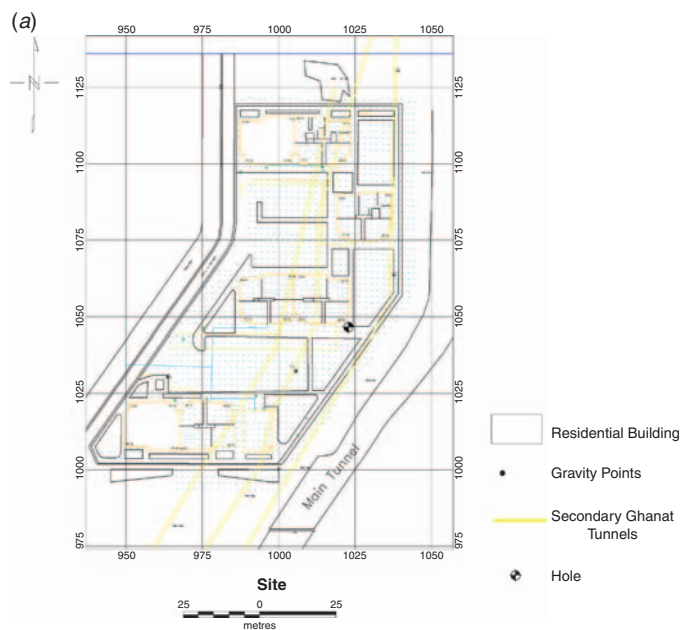 (a)
950 975 1000 1025 1050
1125 1125
1100 1100
1075 1075
1050 1050
1025 1025
1000 1000
975 975
Main Tunnel
950 975 1000 1025 1050
Residential Building
Gravity Points
Secondary Ghanat
Tunnels
Hole
Site
25 0 25
metres